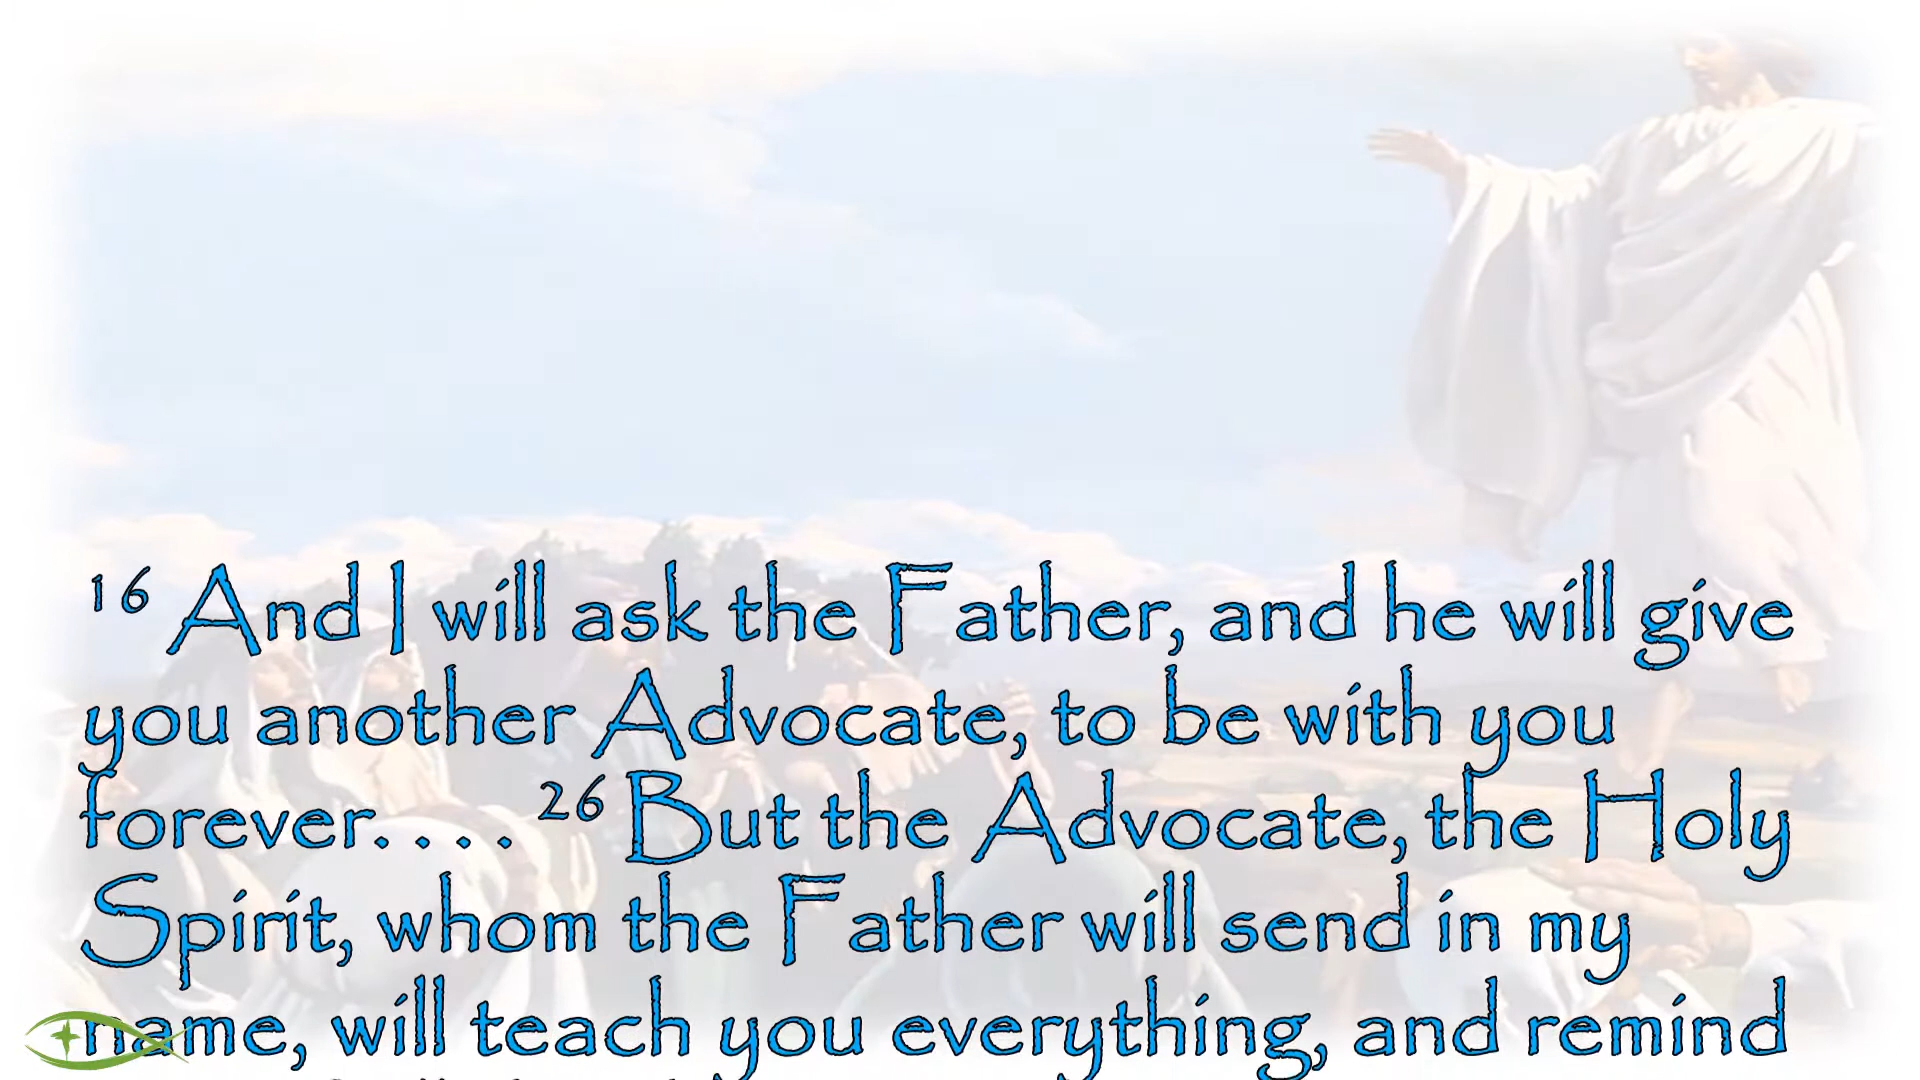 16 And I will ask the Father, and he will give
you another Advocate, to be with you
forever. . . . 26 But the Advocate, the Holy
Spirit, whom the Father will send in my
name, will teach you everything, and remind